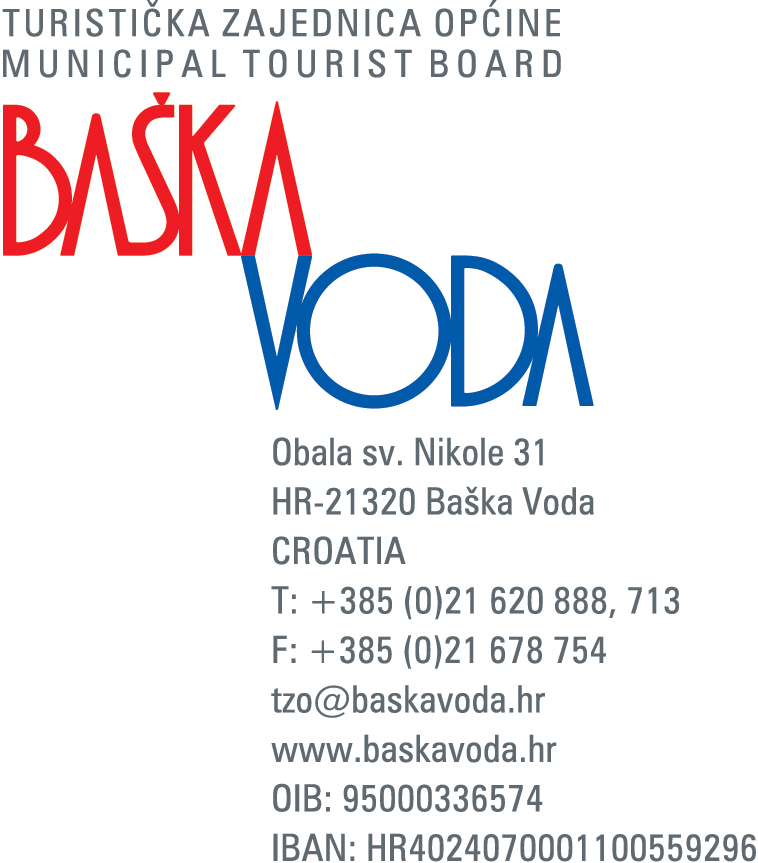 TURISTIČKA ZAJEDNICA OPĆINE
MUNICIPAL TOURIST BOARD
BAŠKA
VODA
Obala sv. Nikole 31
HR-21320 Baška Voda
CROATIA
T: +385 (0)21 620 888, 713
F: +385 (0)21 678 754
tzo@baskavoda.hr
www.baskavoda.hr
OIB: 95000336574
IBAN: HR4024070001100559296